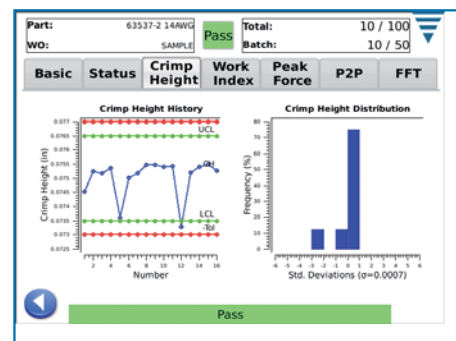 Part: 63537-2 14AWG
WO: SAMPLE
Pass
Total: 10 / 100
Batch: 10 / 50
Basic Status Crimp Height Work Index Peak Force P2P FFT
Crimp Height History
Crimp Height (in)
0.077
0.0765
0.076
0.0755
0.075
0.0745
0.074
0.0735
0.073
0.0725
UCL
CH
LCL
-Tol
2 4 6 8 10 12 14 16
Number
Crimp Height Distribution
Frequency (%)
80
70
60
50
40
30
20
10
0
-6 -5 -4 -3 -2 -1 0 1 2 3 4 5 6
Std. Deviations (σ=0.0007)
Pass